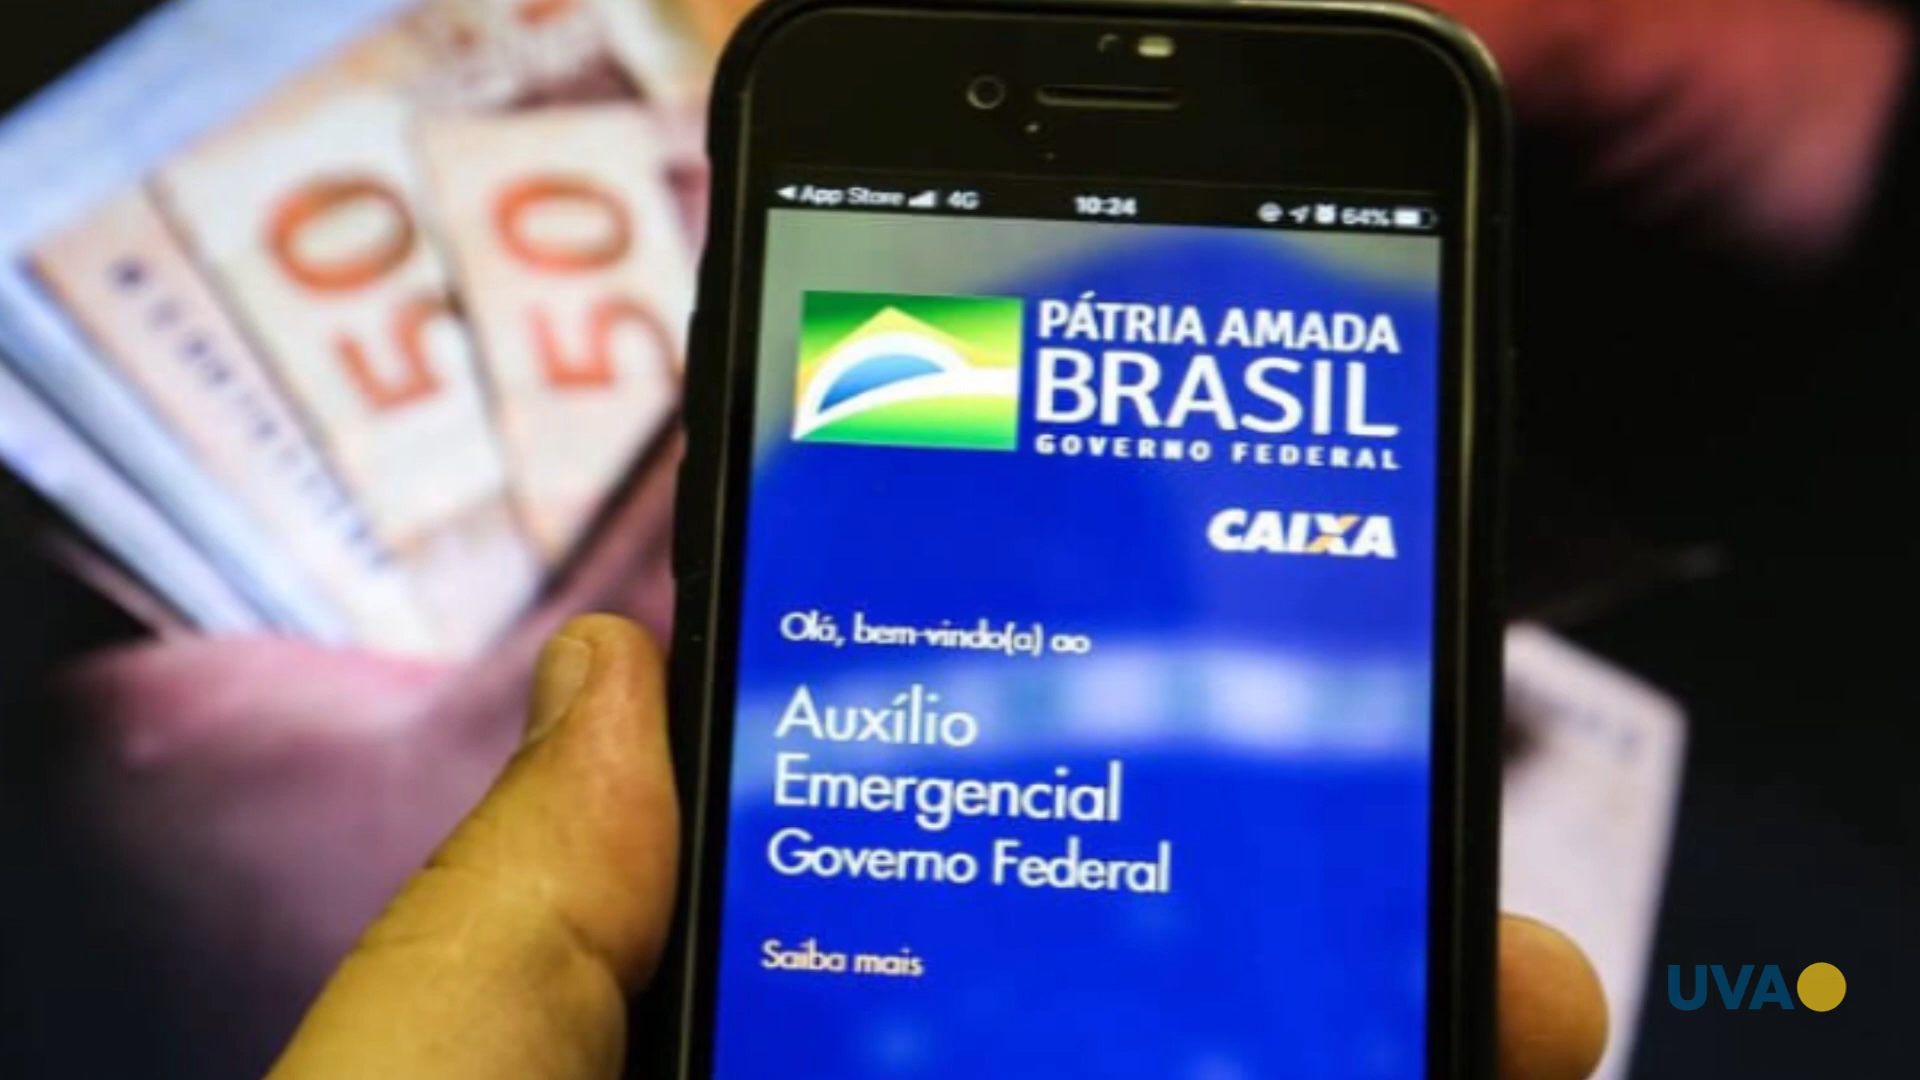 50
50
App Store 4G 10:24 64%
PÁTRIA AMADA
BRASIL
GOVERNO FEDERAL
CAIXA
Olá, bem-vindo(a) ao
Auxílio
Emergencial
Governo Federal
Saiba mais
UVA